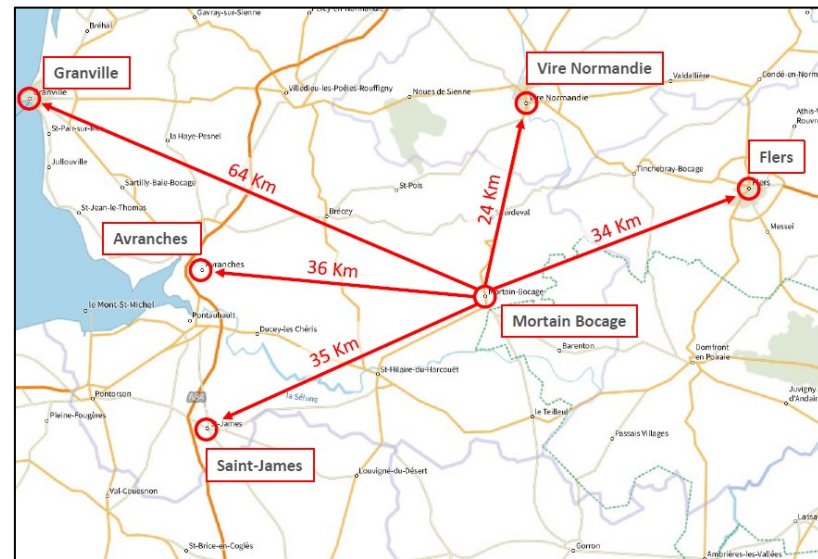 Gavray-sur-Sienne
Bréhal
Granville
Vire Normandie
Granville
Villedieu-les-Poêles-Rouffigny
Noues de Sienne
Vire Normandie
Valdallière
Condé-en-Norm
Athis-V
Rouvre
St-Pair-sur-
la Haye-Pesnel
Flers
Jullouville
64 Km
24 Km
Tinchebray-Bocage
Flers
Sartilly-Baie-Bocage
St-Pois
St-Jean-le-Thomas
Brécey
34 Km
Messei
Avranches
Avranches
36 Km
Mortain-Bocage
le Mont-St-Michel
Pontaubault
Mortain Bocage
Ducey-les Chéris
35 Km
Barenton
Domfront
en Poiraie
St-Hilaire-du-Harcouët
Pontorson
A84
la Sélune
Juvigny
d'Andain
Pleine-Fougères
le Teilleul
St-James
Passais Villages
Saint-James
Louvigné-du-Désert
Val-Couesnon
St-Brice-en-Coglès
Gorron
Lassa
Ambrières-les-Vallées